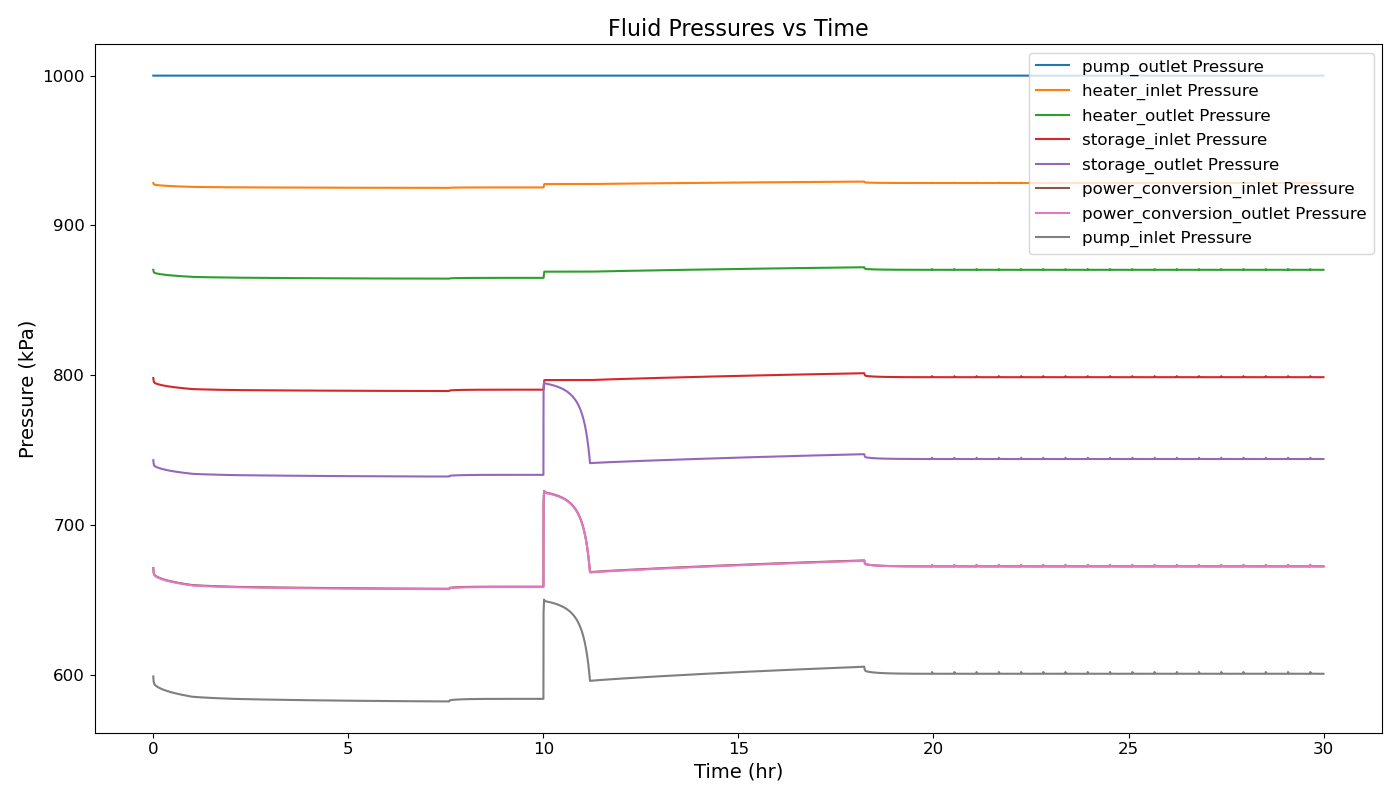 Fluid Pressures vs Time
pump_outlet Pressure
heater_inlet Pressure
heater_outlet Pressure
storage_inlet Pressure
storage_outlet Pressure
power_conversion_inlet Pressure
power_conversion_outlet Pressure
pump_inlet Pressure
Pressure (kPa)
1000
900
800
700
600
0 5 10 15 20 25 30
Time (hr)